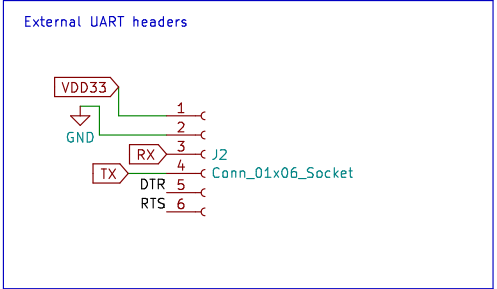 External UART headers
VDD33
1
GND
2
RX
3
J2
TX
4
Conn_01x06_Socket
DTR
5
RTS
6